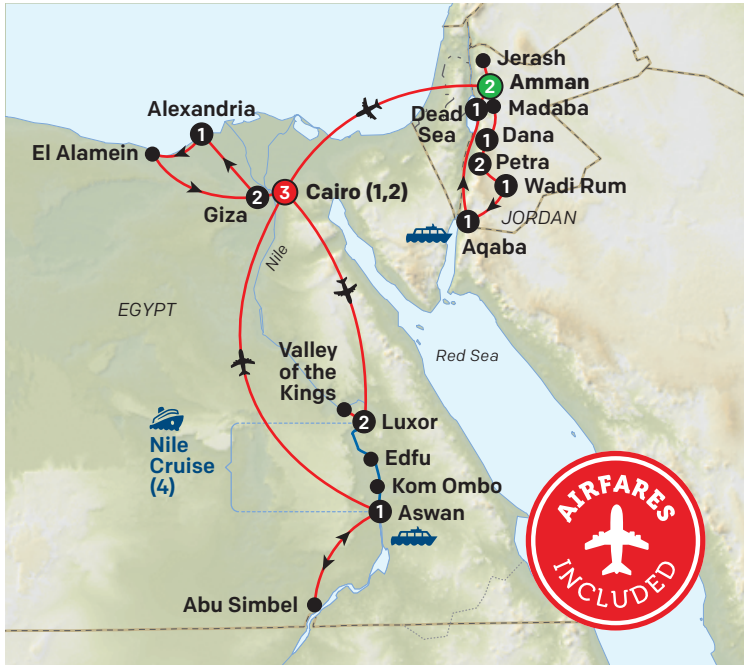 Jerash
2
Amman
Alexandria
1
Dead
Sea
1
Madaba
El Alamein
1
Dana
2
Petra
2
Giza
3
Cairo (1,2)
1
Wadi Rum
1
JORDAN
Aqaba
Nile
EGYPT
Red Sea
Valley
of the
Kings
2
Luxor
Nile
Cruise
(4)
Edfu
Kom Ombo
1
Aswan
Abu Simbel
AIRFARES
INCLUDED